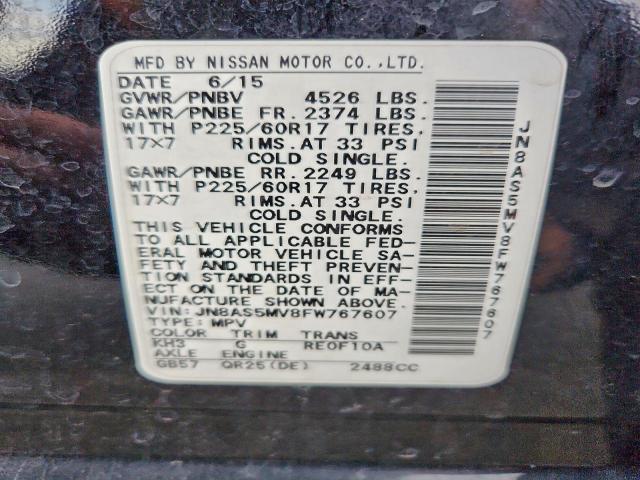 MFD BY NISSAN MOTOR CO.,LTD.
DATE 6/15
GVWR/PNBV 4526 LBS.
GAWR/PNBE FR. 2374 LBS.
WITH P225/60R17 TIRES,
17×7 RIMS.AT 33 PSI
COLD SINGLE.
GAWR/PNBE RR. 2249 LBS.
WITH P225/60R17 TIRES,
17×7 RIMS.AT 33 PSI
COLD SINGLE.
THIS VEHICLE CONFORMS
TO ALL APPLICABLE FED-
ERAL MOTOR VEHICLE SA-
FETY AND THEFT PREVEN-
TION STANDARDS IN EFF-
ECT ON THE DATE OF MA-
NUFACTURE SHOWN ABOVE.
VIN: JN8AS5MV8FW767607
TYPE: MPV
COLOR TRIM TRANS
KH3 G RE0F10A
AXLE ENGINE
GB57 QR25(DE) 2488CC
JN8AS5MV8FW767607